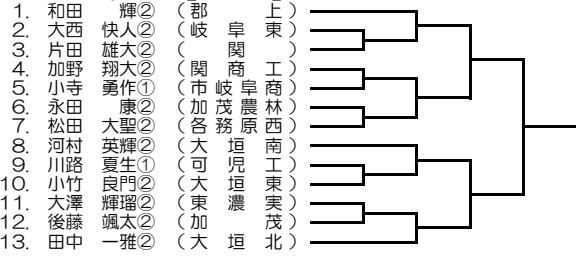 1. 和田　輝② （郡上）
2. 大西　快人② （岐阜東）
3. 片田　雄大② （関）
4. 加野　翔大② （関商工）
5. 小寺　勇作① （市岐阜商）
6. 永田　康② （加茂農林）
7. 松田　大聖② （各務原西）
8. 河村　英輝② （大垣南）
9. 川路　夏生① （可児工）
10. 小竹　良門② （大垣東）
11. 大澤　輝瑠② （東濃実）
12. 後藤　颯太② （加茂）
13. 田中　一雅② （大垣北）